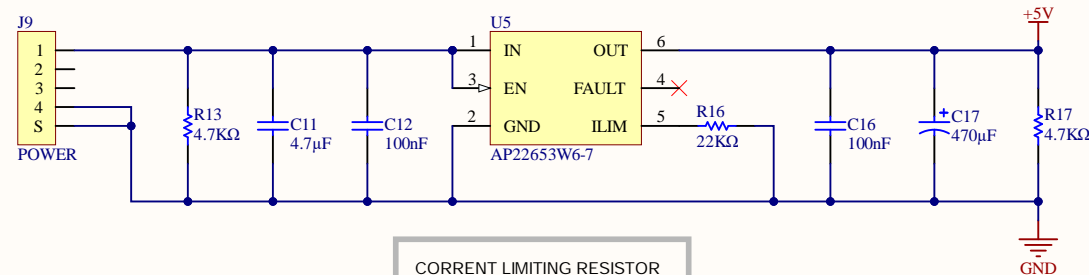 J9
1
2
3
4
S
POWER
R13
4.7KΩ
C11
4.7µF
C12
100nF
U5
1
IN
3
EN
2
GND
OUT
6
FAULT
4
ILIM
5
AP22653W6-7
R16
22KΩ
C16
100nF
C17
470µF
R17
4.7KΩ
+5V
GND
CORRENT LIMITING RESISTOR